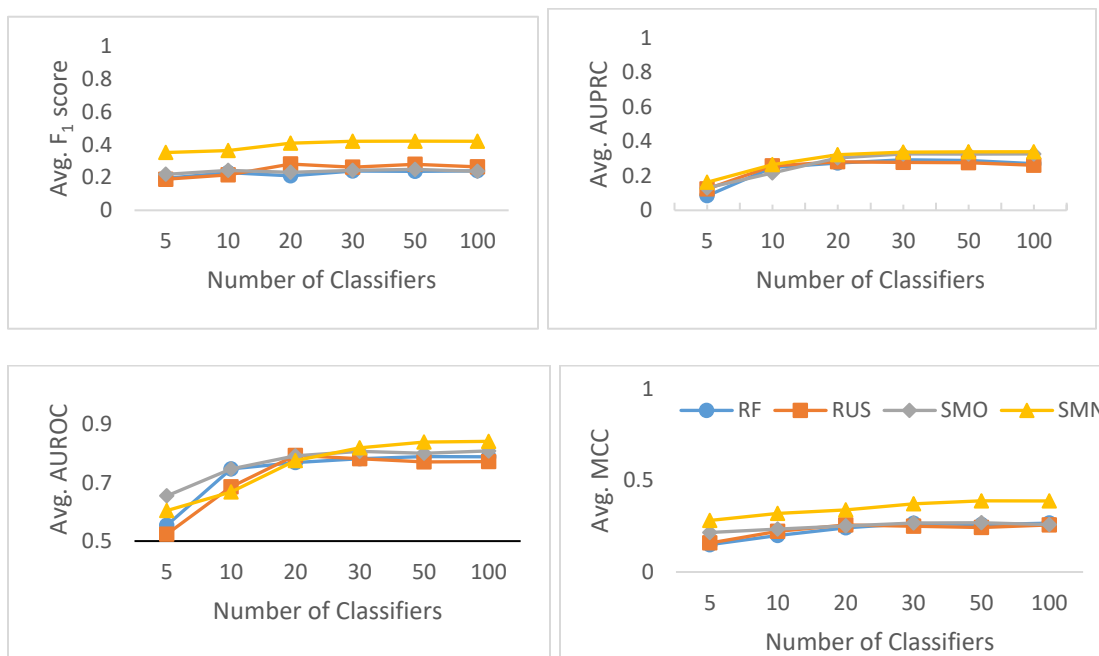 1
0.8
0.6
0.4
0.2
0
Avg. F1 score
5 10 20 30 50 100
Number of Classifiers
1
0.8
0.6
0.4
0.2
0
Avg. AUPRC
5 10 20 30 50 100
Number of Classifiers
0.9
0.7
0.5
Avg. AUROC
5 10 20 30 50 100
Number of Classifiers
1
0.5
0
Avg. MCC
RF RUS SMO SMN
5 10 20 30 50 100
Number of Classifiers